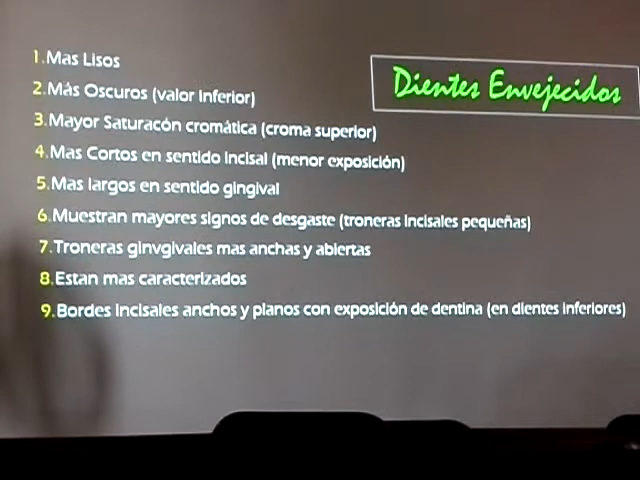 Dientes Envejecidos
1.Mas Lisos
2.Más Oscuros (valor inferior)
3.Mayor Saturacón cromática (croma superior)
4.Mas Cortos en sentido incisal (menor exposición)
5.Mas largos en sentido gingival
6.Muestran mayores signos de desgaste (troneras incisales pequeñas)
7.Troneras ginvgivales mas anchas y abiertas
8.Estan mas caracterizados
9.Bordes incisales anchos y planos con exposición de dentina (en dientes inferiores)